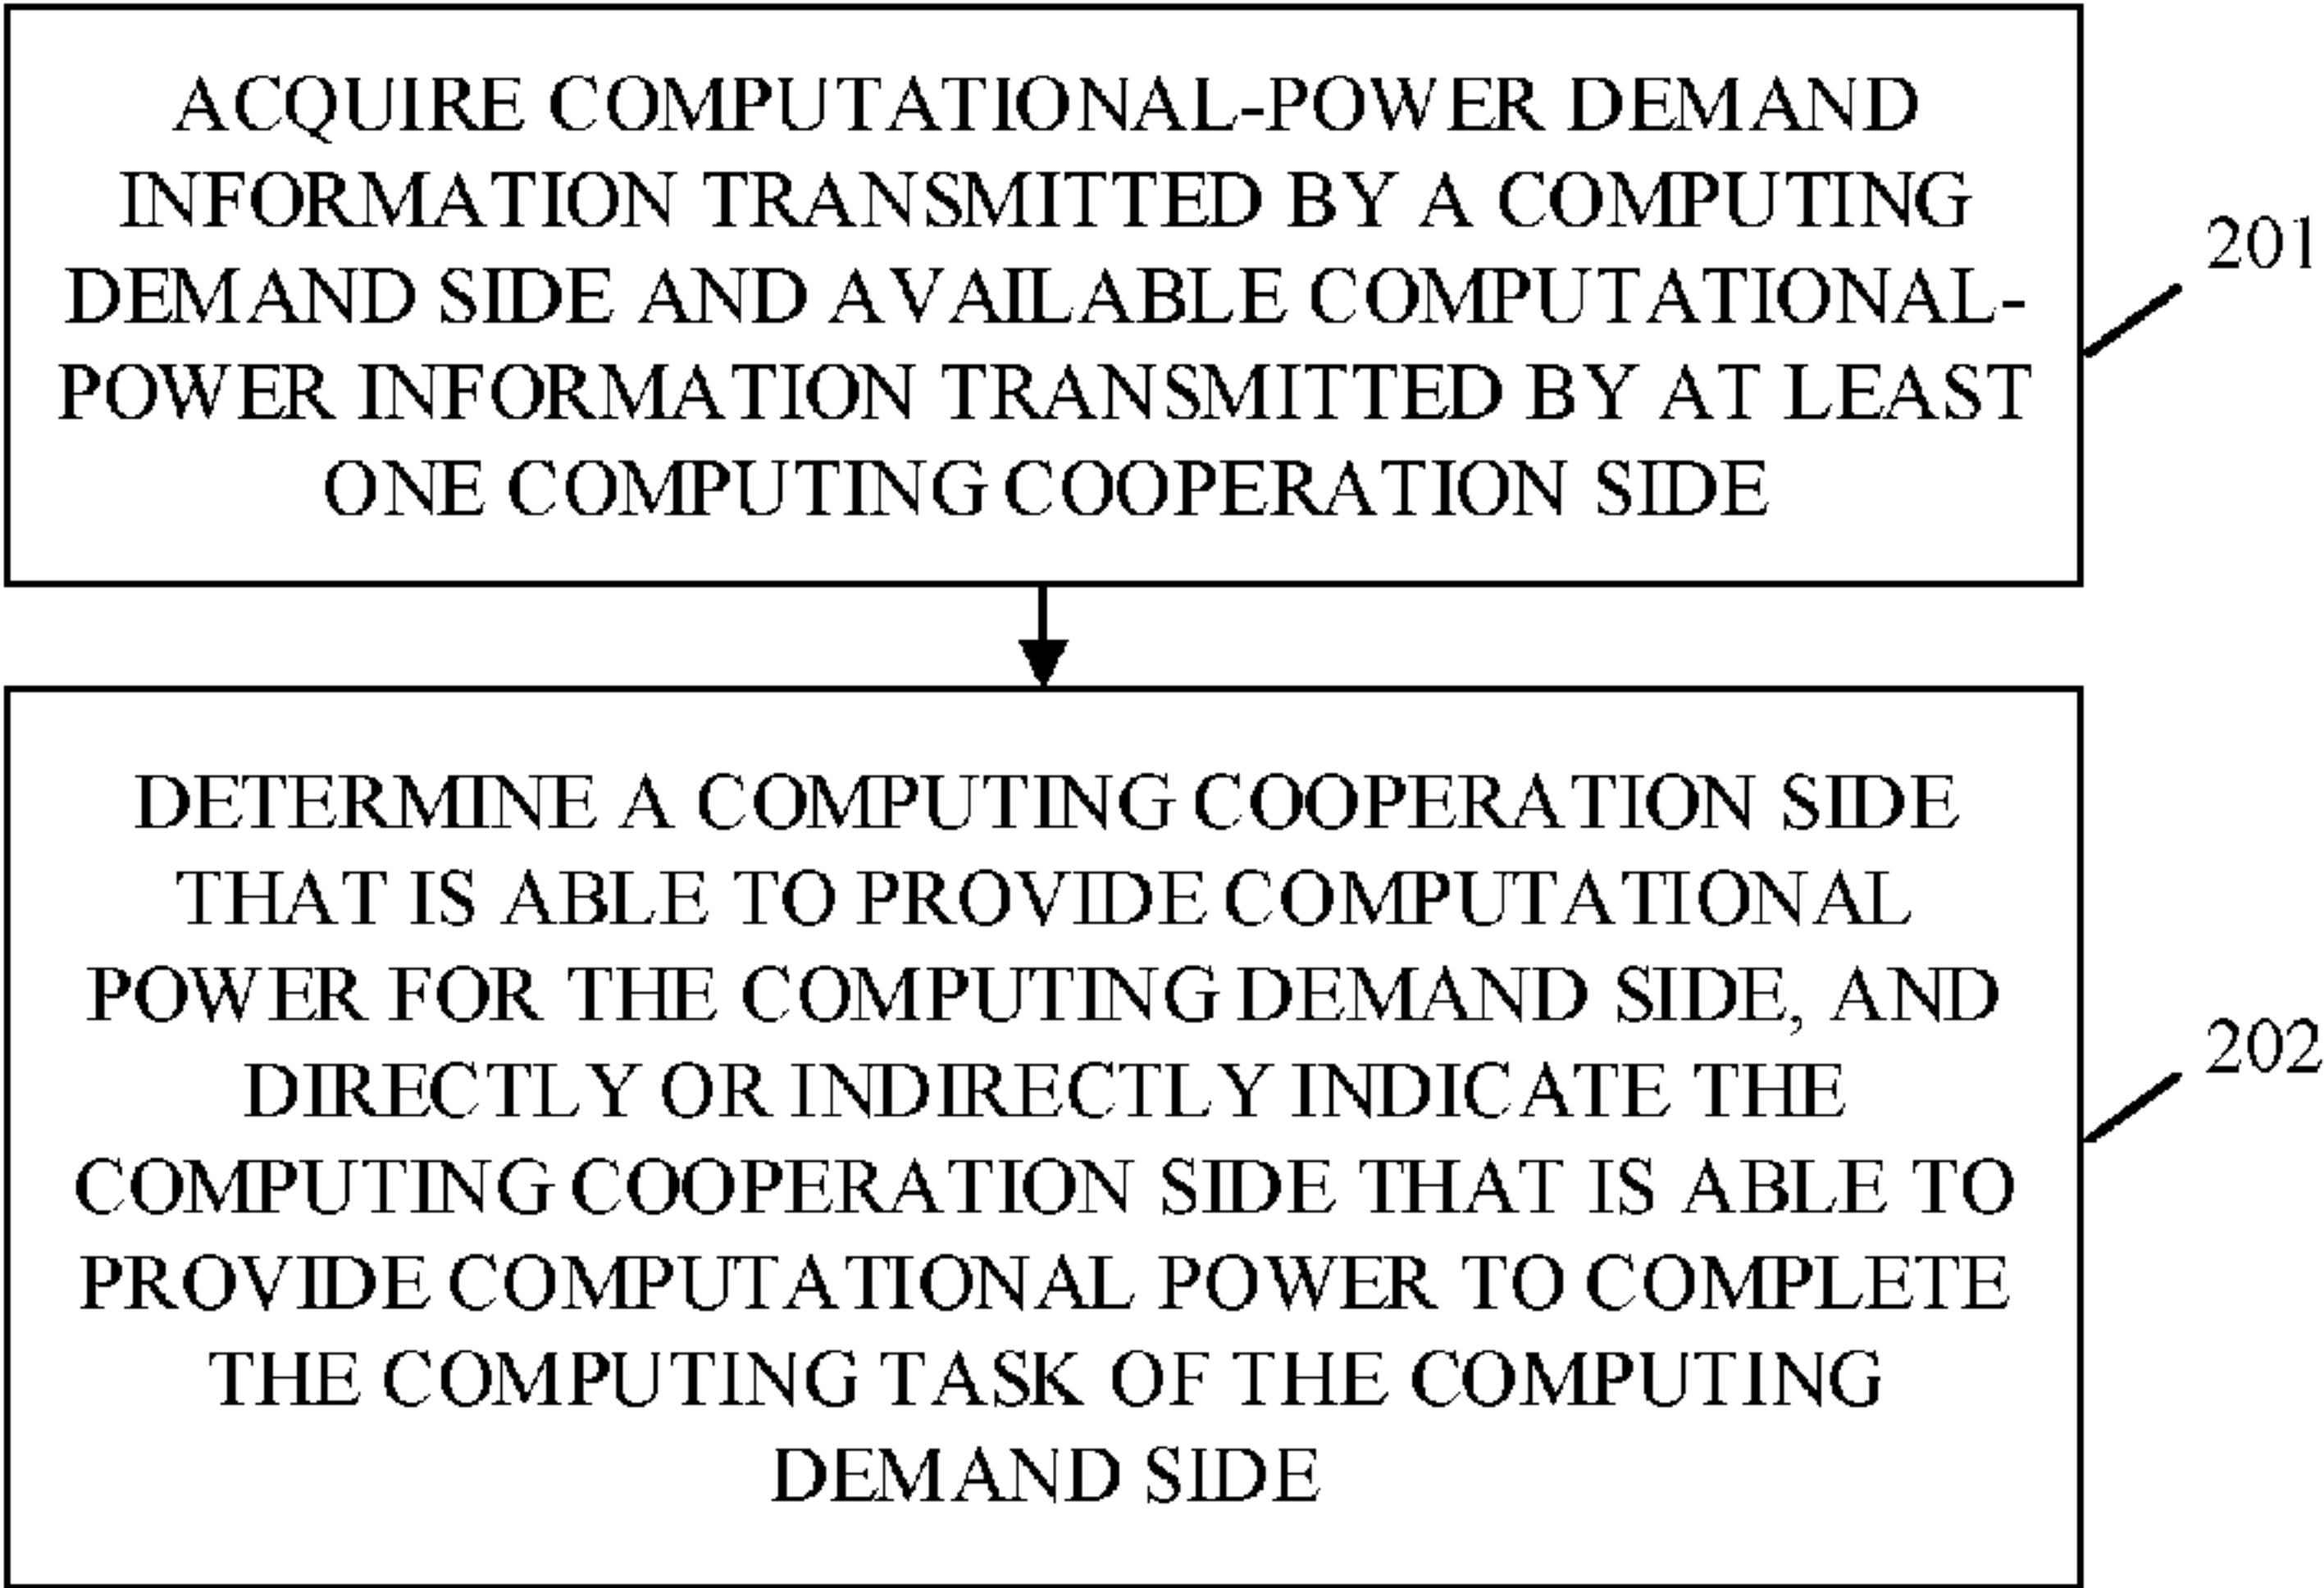 ACQUIRE COMPUTATIONAL-POWER DEMAND
INFORMATION TRANSMITTED BY A COMPUTING
DEMAND SIDE AND AVAILABLE COMPUTATIONAL-
POWER INFORMATION TRANSMITTED BY AT LEAST
ONE COMPUTING COOPERATION SIDE
201
DETERMINE A COMPUTING COOPERATION SIDE
THAT IS ABLE TO PROVIDE COMPUTATIONAL
POWER FOR THE COMPUTING DEMAND SIDE, AND
DIRECTLY OR INDIRECTLY INDICATE THE
COMPUTING COOPERATION SIDE THAT IS ABLE TO
PROVIDE COMPUTATIONAL POWER TO COMPLETE
THE COMPUTING TASK OF THE COMPUTING
DEMAND SIDE
202